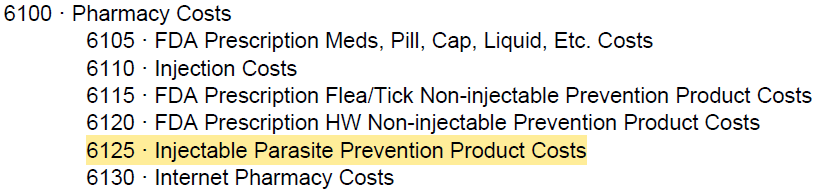 6100 · Pharmacy Costs
6105 · FDA Prescription Meds, Pill, Cap, Liquid, Etc. Costs
6110 · Injection Costs
6115 · FDA Prescription Flea/Tick Non-injectable Prevention Product Costs
6120 · FDA Prescription HW Non-injectable Prevention Product Costs
6125 · Injectable Parasite Prevention Product Costs
6130 · Internet Pharmacy Costs